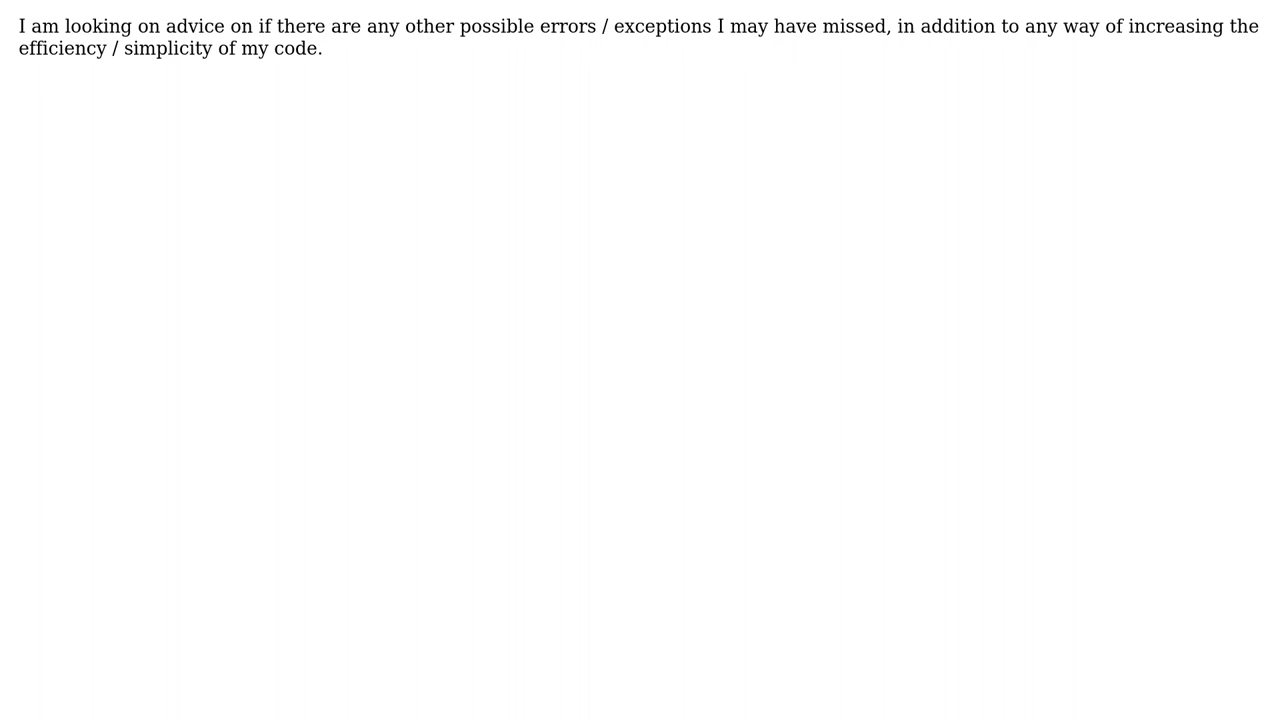 I am looking on advice on if there are any other possible errors / exceptions I may have missed, in addition to any way of increasing the
efficiency / simplicity of my code.